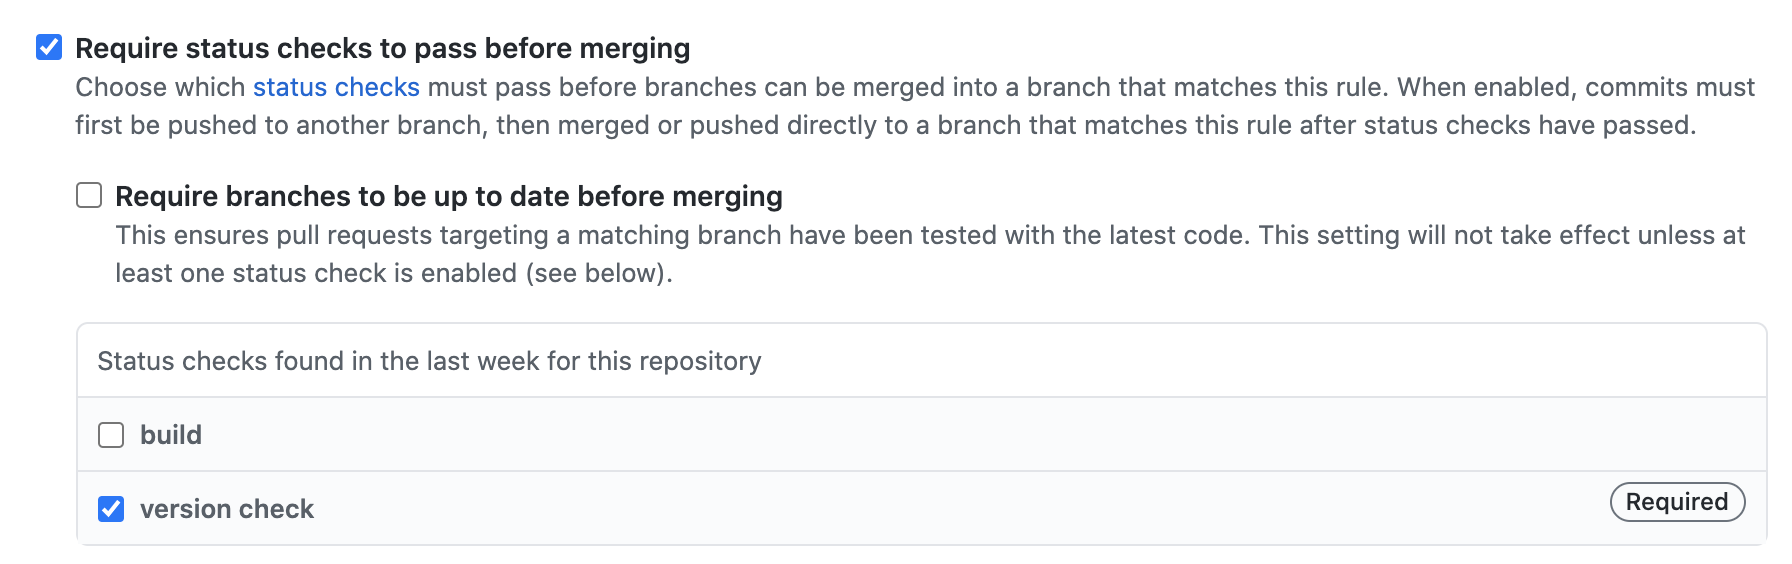 Require status checks to pass before merging
Choose which status checks must pass before branches can be merged into a branch that matches this rule. When enabled, commits must
first be pushed to another branch, then merged or pushed directly to a branch that matches this rule after status checks have passed.
Require branches to be up to date before merging
This ensures pull requests targeting a matching branch have been tested with the latest code. This setting will not take effect unless at
least one status check is enabled (see below).
Status checks found in the last week for this repository
build
version check
Required